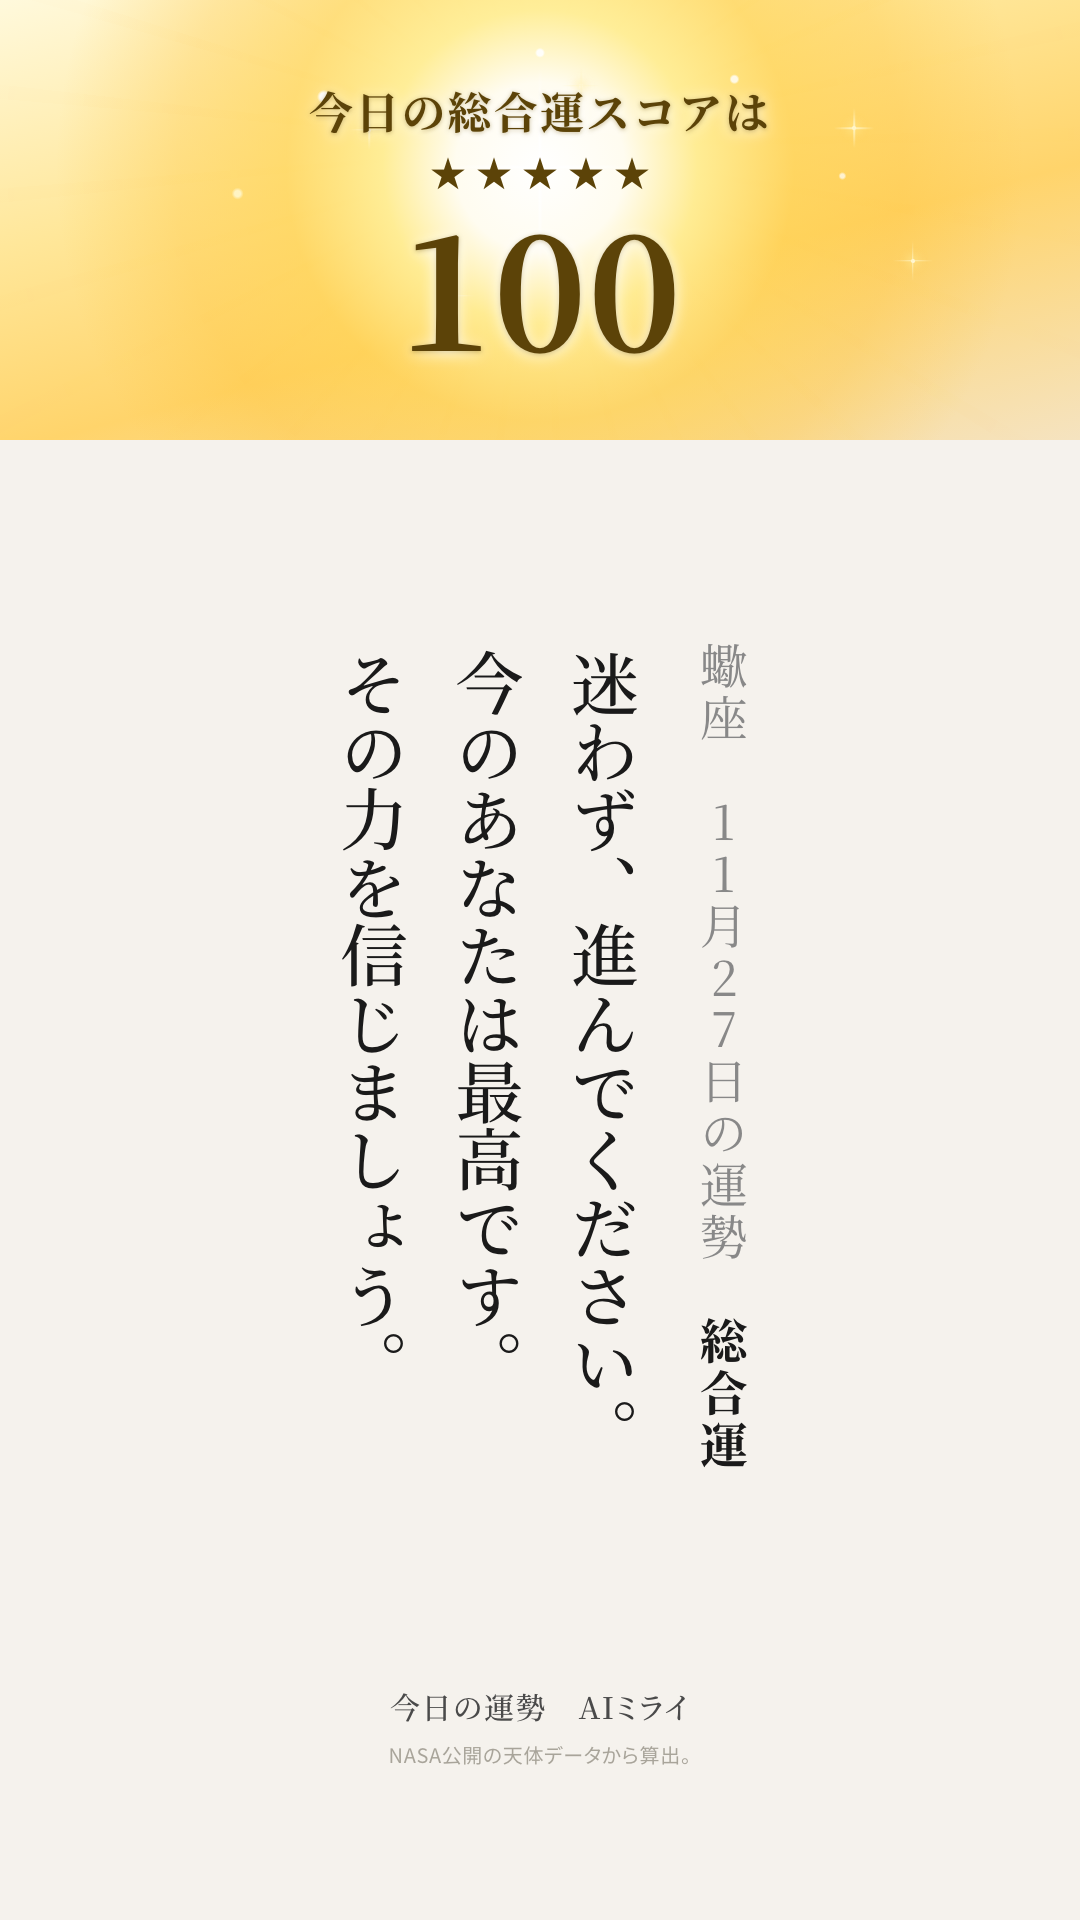 今日の総合運スコアは
★★★★★
100
蠍座　11月27日の運勢　総合運
迷わず、進んでください。
今のあなたは最高です。
その力を信じましょう。
今日の運勢　AIミライ
NASA公開の天体データから算出。